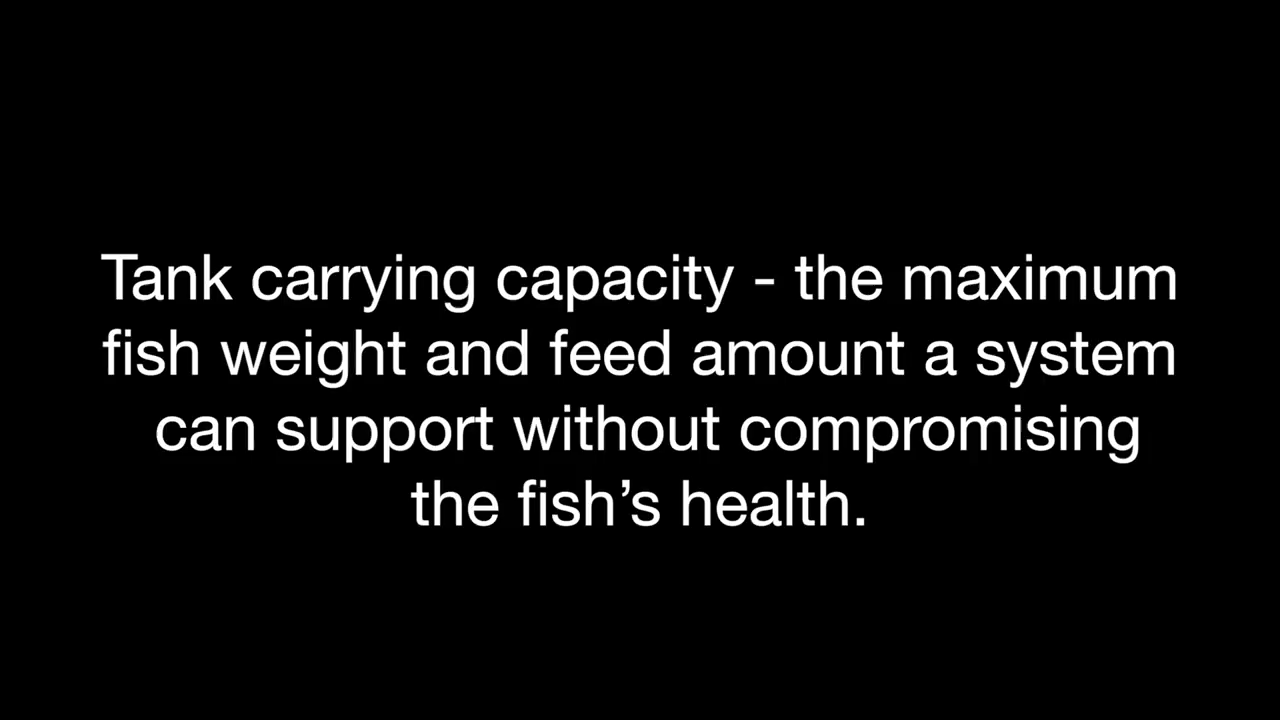 Tank carrying capacity - the maximum
fish weight and feed amount a system
can support without compromising
the fish’s health.